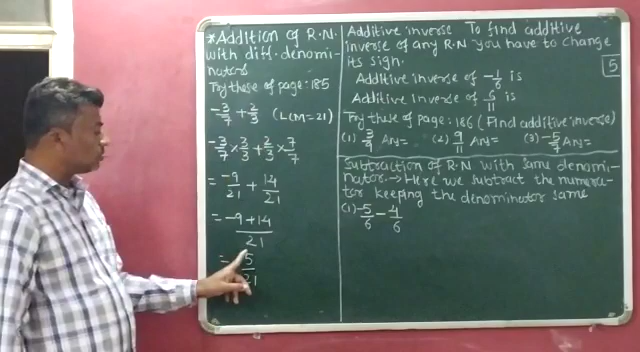 *Addition of R.N.
with diff. denomi-
nators
Try these of page: 185
-3/7 + 2/3 (LCM=21)
-3/7 × 3/3 + 2/3 × 7/7
= -9/21 + 14/21
= -9+14/21
= 5/21
Additive inverse To find additive
inverse of any R.N you have to change
its sign.
5
Additive inverse of -1/6 is
Additive inverse of 6/11 is
Try these of page: 186 (Find additive inverse)
(1) 3/9 Ans= (2) 9/11 Ans= (3) -5/7 Ans=
Subtraction of R.N with same denomi-
nator.→ Here we subtract the numera-
tor keeping the denominator same
(1) -5/6 - 4/6